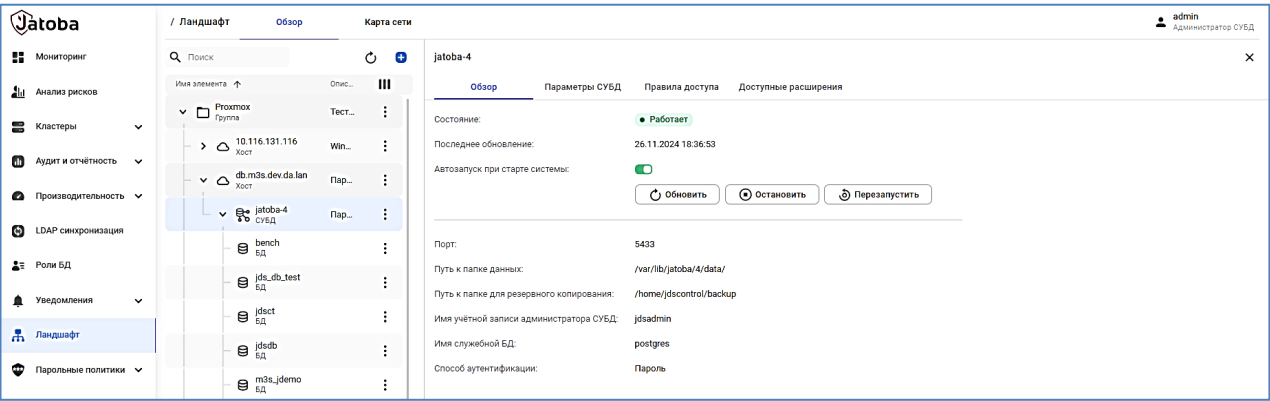 Jatoba
/ Ландшафт
Обзор
Карта сети
admin
Администратор СУБД
Мониторинг
Анализ рисков
Кластеры
Аудит и отчётность
Производительность
LDAP синхронизация
Роли БД
Уведомления
Ландшафт
Парольные политики
Поиск
Имя элемента
Опис...
Proxmox
Группа
Тест...
10.116.131.116
Хост
Win...
db.m3s.dev.da.lan
Хост
Пар...
jatoba-4
СУБД
Пар...
bench
БД
jds_db_test
БД
jdsct
БД
jdsdb
БД
m3s_jdemo
БД
jatoba-4
Обзор
Параметры СУБД
Правила доступа
Доступные расширения
Состояние:
Работает
Последнее обновление:
26.11.2024 18:36:53
Автозапуск при старте системы:
Обновить
Остановить
Перезапустить
Порт:
5433
Путь к папке данных:
/var/lib/jatoba/4/data/
Путь к папке для резервного копирования:
/home/jdscontrol/backup
Имя учётной записи администратора СУБД:
jdsadmin
Имя служебной БД:
postgres
Способ аутентификации:
Пароль